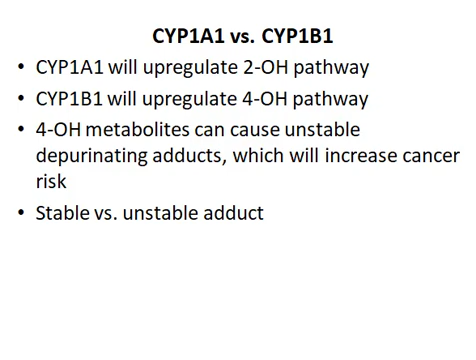 CYP1A1 vs. CYP1B1
• CYP1A1 will upregulate 2-OH pathway
• CYP1B1 will upregulate 4-OH pathway
• 4-OH metabolites can cause unstable
depurinating adducts, which will increase cancer
risk
• Stable vs. unstable adduct